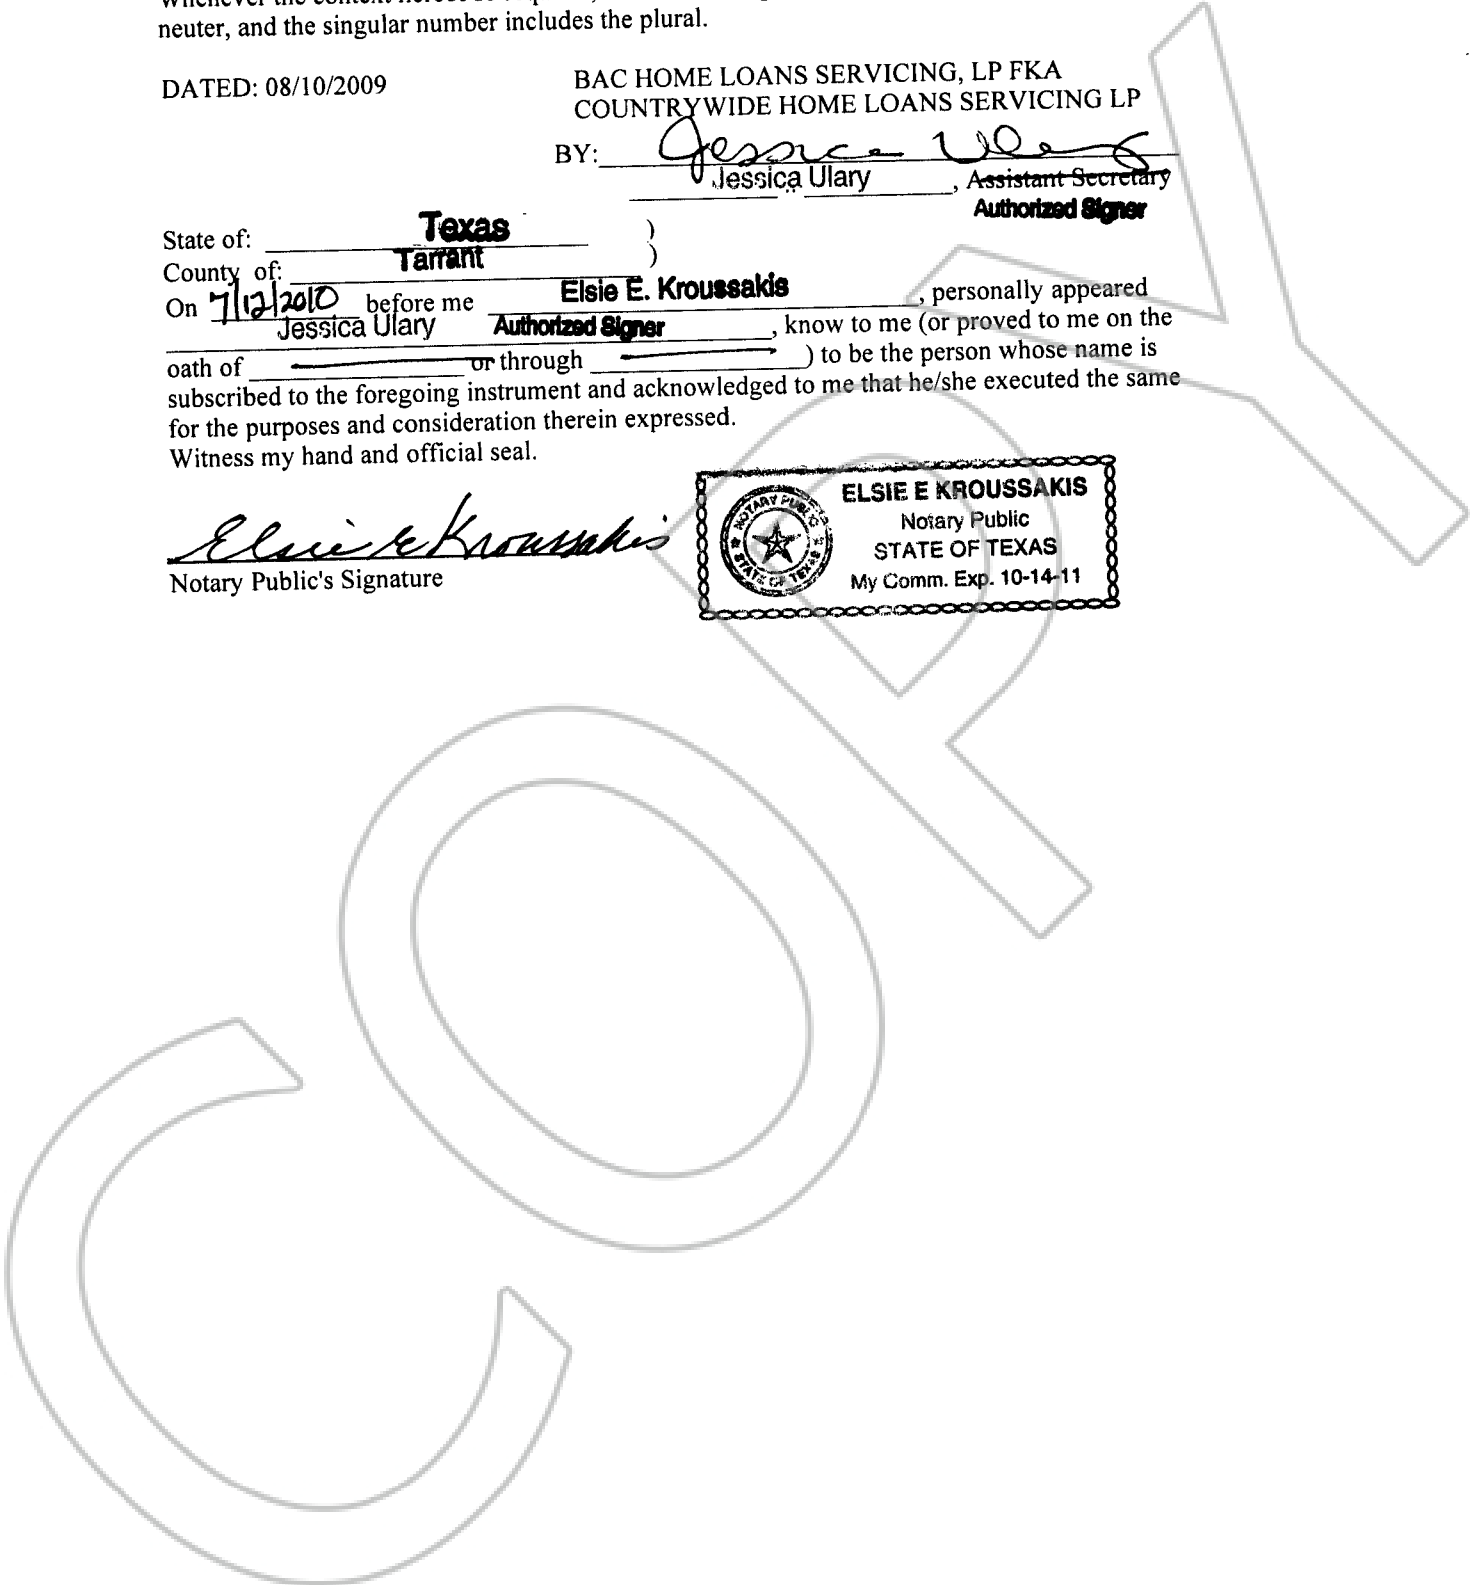 neuter, and the singular number includes the plural.
DATED: 08/10/2009
BAC HOME LOANS SERVICING, LP FKA
COUNTRYWIDE HOME LOANS SERVICING LP
BY: Jessica Ulary
Jessica Ulary , Assistant Secretary
Authorized Signer
State of: Texas )
County of: Tarrant )
On 7/12/2010 before me Elsie E. Kroussakis , personally appeared
Jessica Ulary Authorized Signer , know to me (or proved to me on the
oath of or through ) to be the person whose name is
subscribed to the foregoing instrument and acknowledged to me that he/she executed the same
for the purposes and consideration therein expressed.
Witness my hand and official seal.
Elsie E Kroussakis
Notary Public's Signature
ELSIE E KROUSSAKIS
Notary Public
STATE OF TEXAS
My Comm. Exp. 10-14-11
NOTARY PUBLIC
STATE OF TEXAS
COPY